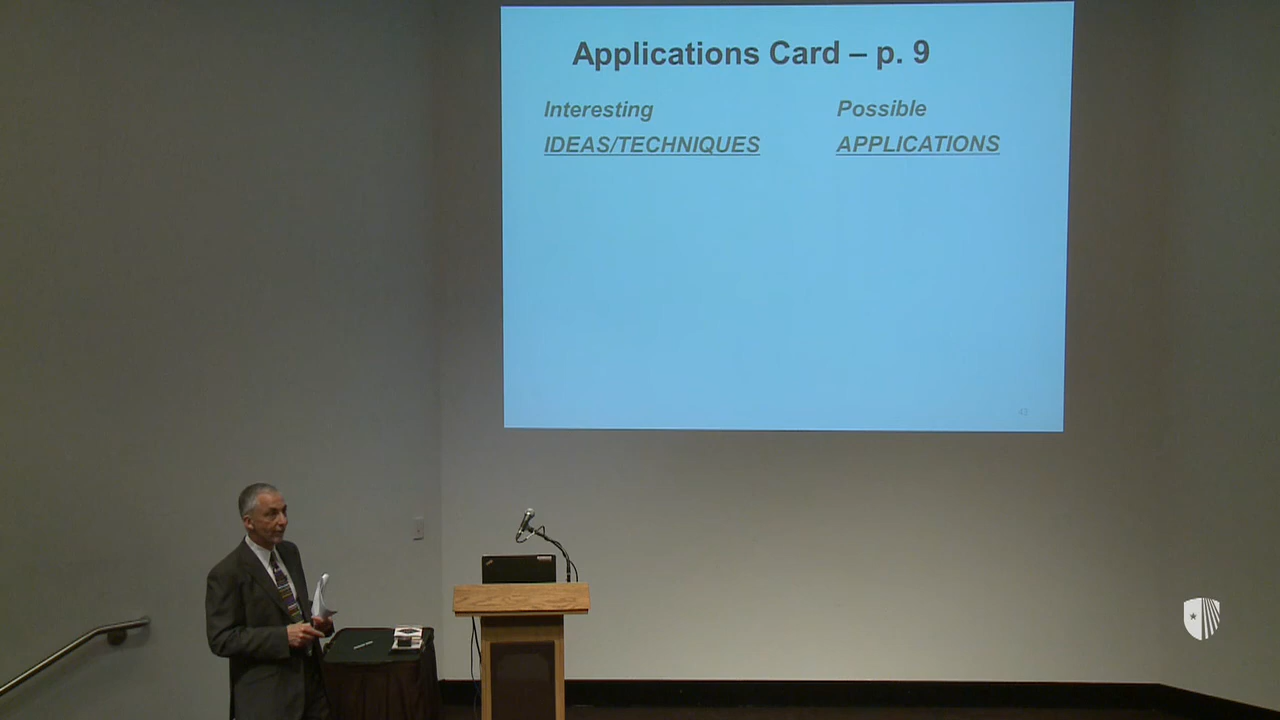 Applications Card – p. 9
Interesting
Possible
IDEAS/TECHNIQUES
APPLICATIONS